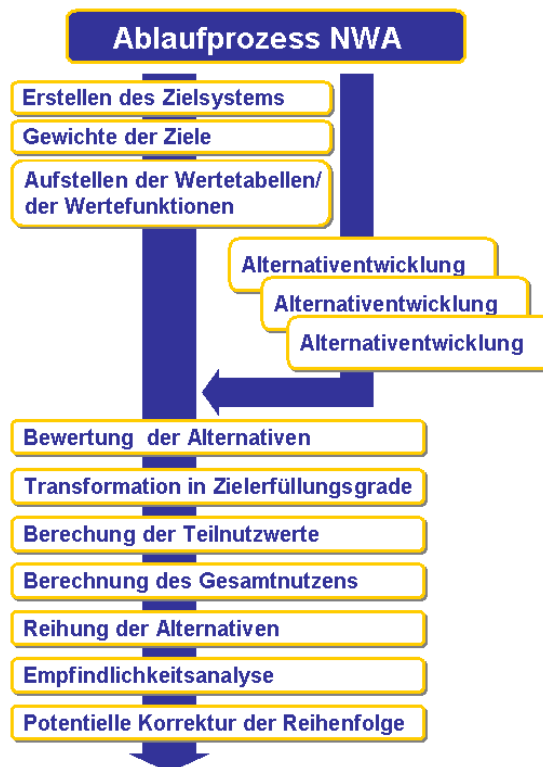 Ablaufprozess NWA
Erstellen des Zielsystems
Gewichte der Ziele
Aufstellen der Wertetabellen/
der Wertefunktionen
Alternativentwicklung
Alternativentwicklung
Alternativentwicklung
Bewertung der Alternativen
Transformation in Zielerfüllungsgrade
Berechung der Teilnutzwerte
Berechnung des Gesamtnutzens
Reihung der Alternativen
Empfindlichkeitsanalyse
Potentielle Korrektur der Reihenfolge